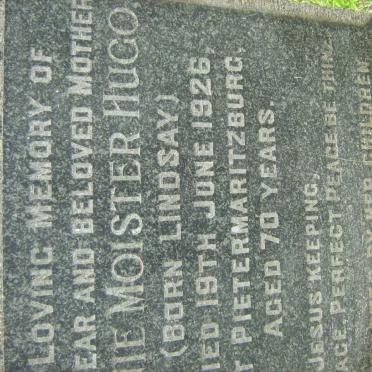 LOVING MEMORY OF
EAR AND BELOVED MOTHER
IE MOISTER HUGO,
(BORN LINDSAY)
IED 19TH JUNE 1926,
T PIETERMARITZBURG,
AGED 70 YEARS.
JESUS KEEPING,
ACE, PERFECT PEACE BE THINE
CHILDREN